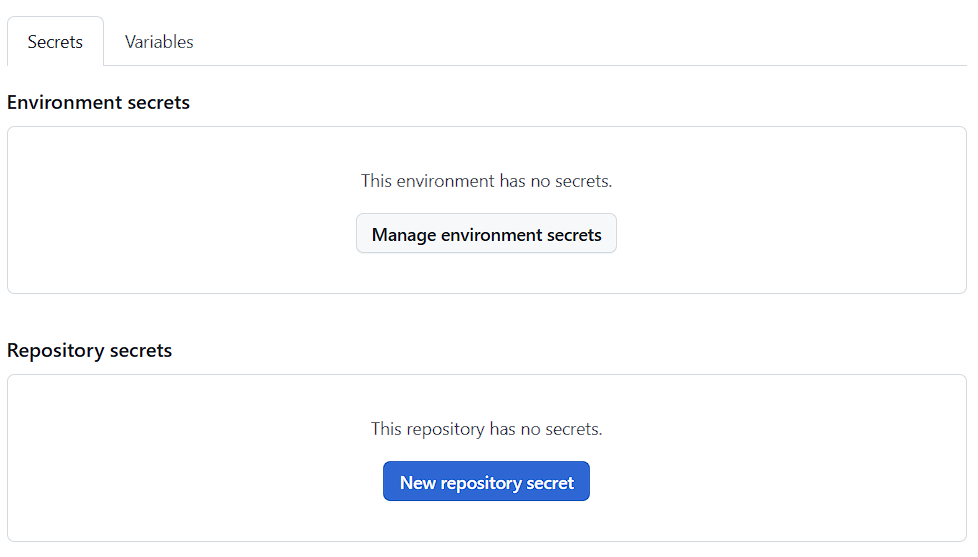 Secrets
Variables
Environment secrets
This environment has no secrets.
Manage environment secrets
Repository secrets
This repository has no secrets.
New repository secret